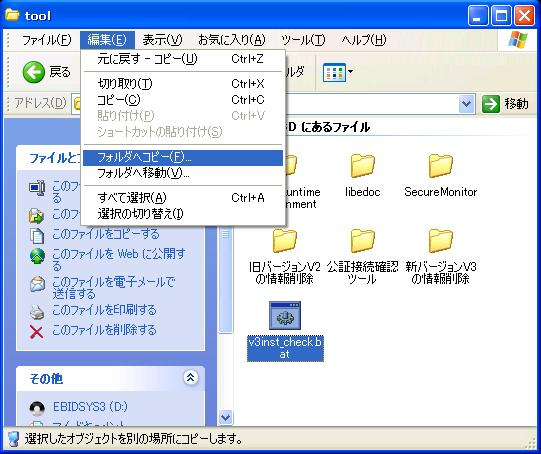 tool
ファイル(F) 編集(E) 表示(V) お気に入り(A) ツール(T) ヘルプ(H)
戻る
元に戻す - コピー(U) Ctrl+Z
切り取り(T) Ctrl+X
コピー(C) Ctrl+C
貼り付け(P) Ctrl+V
ショートカットの貼り付け(S)
フォルダへコピー(F)...
フォルダへ移動(V)...
すべて選択(A) Ctrl+A
選択の切り替え(I)
ルダ
アドレス(D)
移動
D にあるファイル
ファイルとフ
このファ
このファ
る
このファイルをコピーする
このファイルを Web に公開す
る
このファイルを電子メールで
送信する
このファイルを印刷する
このファイルを削除する
その他
EBIDSYS3 (D:)
untime
nment
libedoc
SecureMonitor
旧バージョンV2
の情報削除
公証接続確認
ツール
新バージョンV3
の情報削除
v3inst_check.b
at
選択したオブジェクトを別の場所にコピーします。